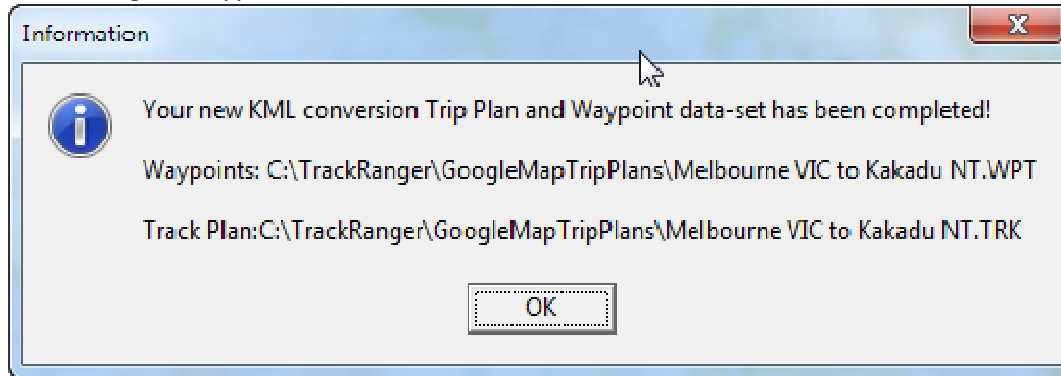 Information
Your new KML conversion Trip Plan and Waypoint data-set has been completed!
Waypoints: C:\TrackRanger\GoogleMapTripPlans\Melbourne VIC to Kakadu NT.WPT
Track Plan:C:\TrackRanger\GoogleMapTripPlans\Melbourne VIC to Kakadu NT.TRK
OK